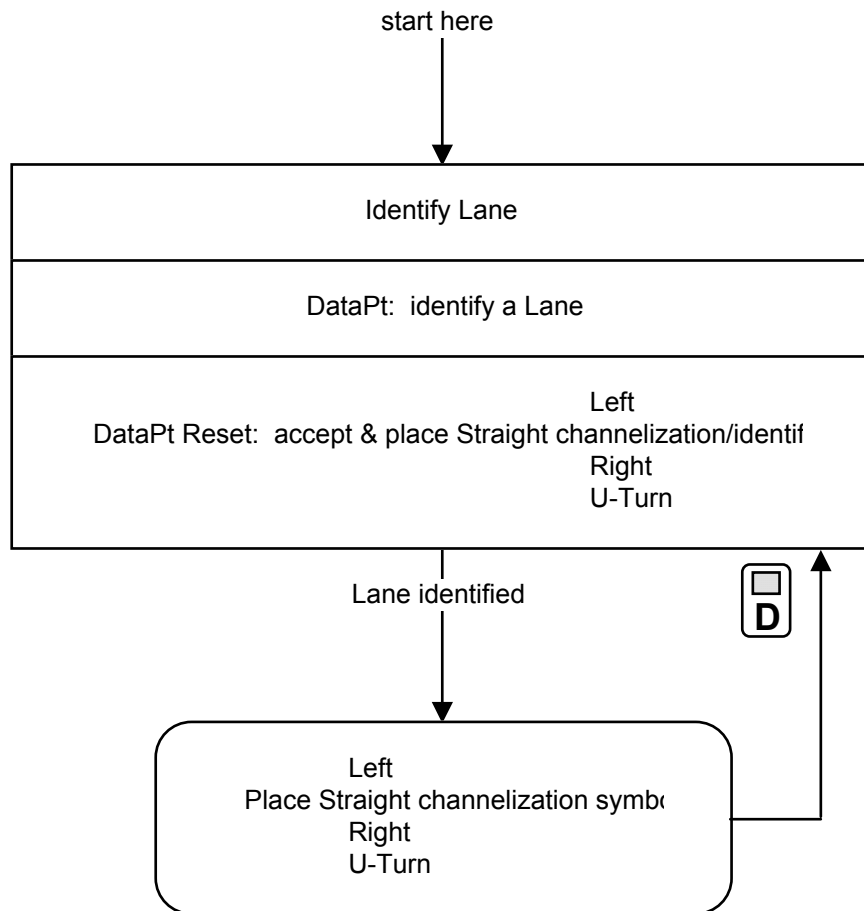 start here
Identify Lane
DataPt: identify a Lane
Left
DataPt Reset: accept & place Straight channelization/identif
Right
U-Turn
Lane identified
D
Left
Place Straight channelization symbo
Right
U-Turn